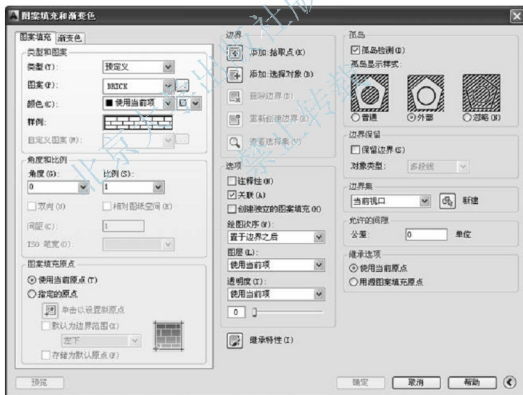 图案填充和渐变色
图案填充 渐变色
类型和图案
类型(Y): 预定义
图案(P): BRICK
颜色(C): 使用当前项
样例:
自定义图案(M):
角度和比例
角度(G): 比例(S):
0 1
双向(U) 相对图纸空间(E)
间距(C): 1
ISO 笔宽(O):
图案填充原点
使用当前原点(T)
指定的原点
单击以设置新原点
默认为边界范围(X)
左下
存储为默认原点(F)
预览
边界
添加:拾取点(K)
添加:选择对象(B)
删除边界(D)
重新创建边界(R)
查看选择集(V)
选项
注释性(N)
关联(A)
创建独立的图案填充(H)
绘图次序(W):
置于边界之后
图层(L):
使用当前项
透明度(T):
使用当前项
0
继承特性(I)
孤岛
孤岛检测(D)
孤岛显示样式:
普通 外部 忽略(N)
边界保留
保留边界(S)
对象类型: 多段线
边界集
当前视口 新建
允许的间隙
公差: 0 单位
继承选项
使用当前原点
用源图案填充原点
确定 取消 帮助